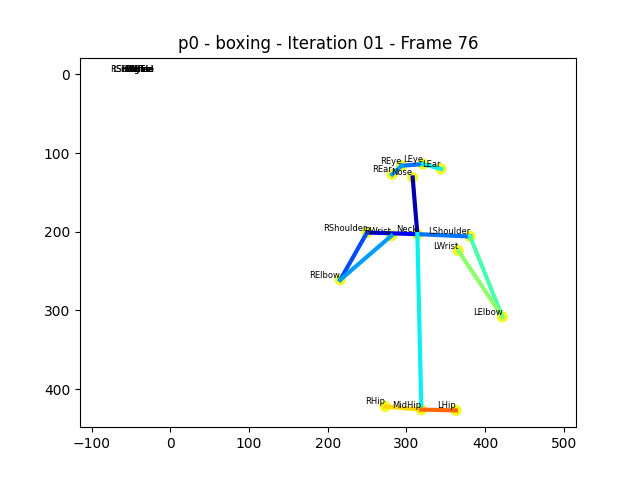 p0 - boxing - Iteration 01 - Frame 76
0
100
200
300
400
−100 0 100 200 300 400 500
REye LEye
REar Nose LEar
RShoulder RWrist Neck LShoulder
LWrist
RElbow
LElbow
RHip MidHip LHip